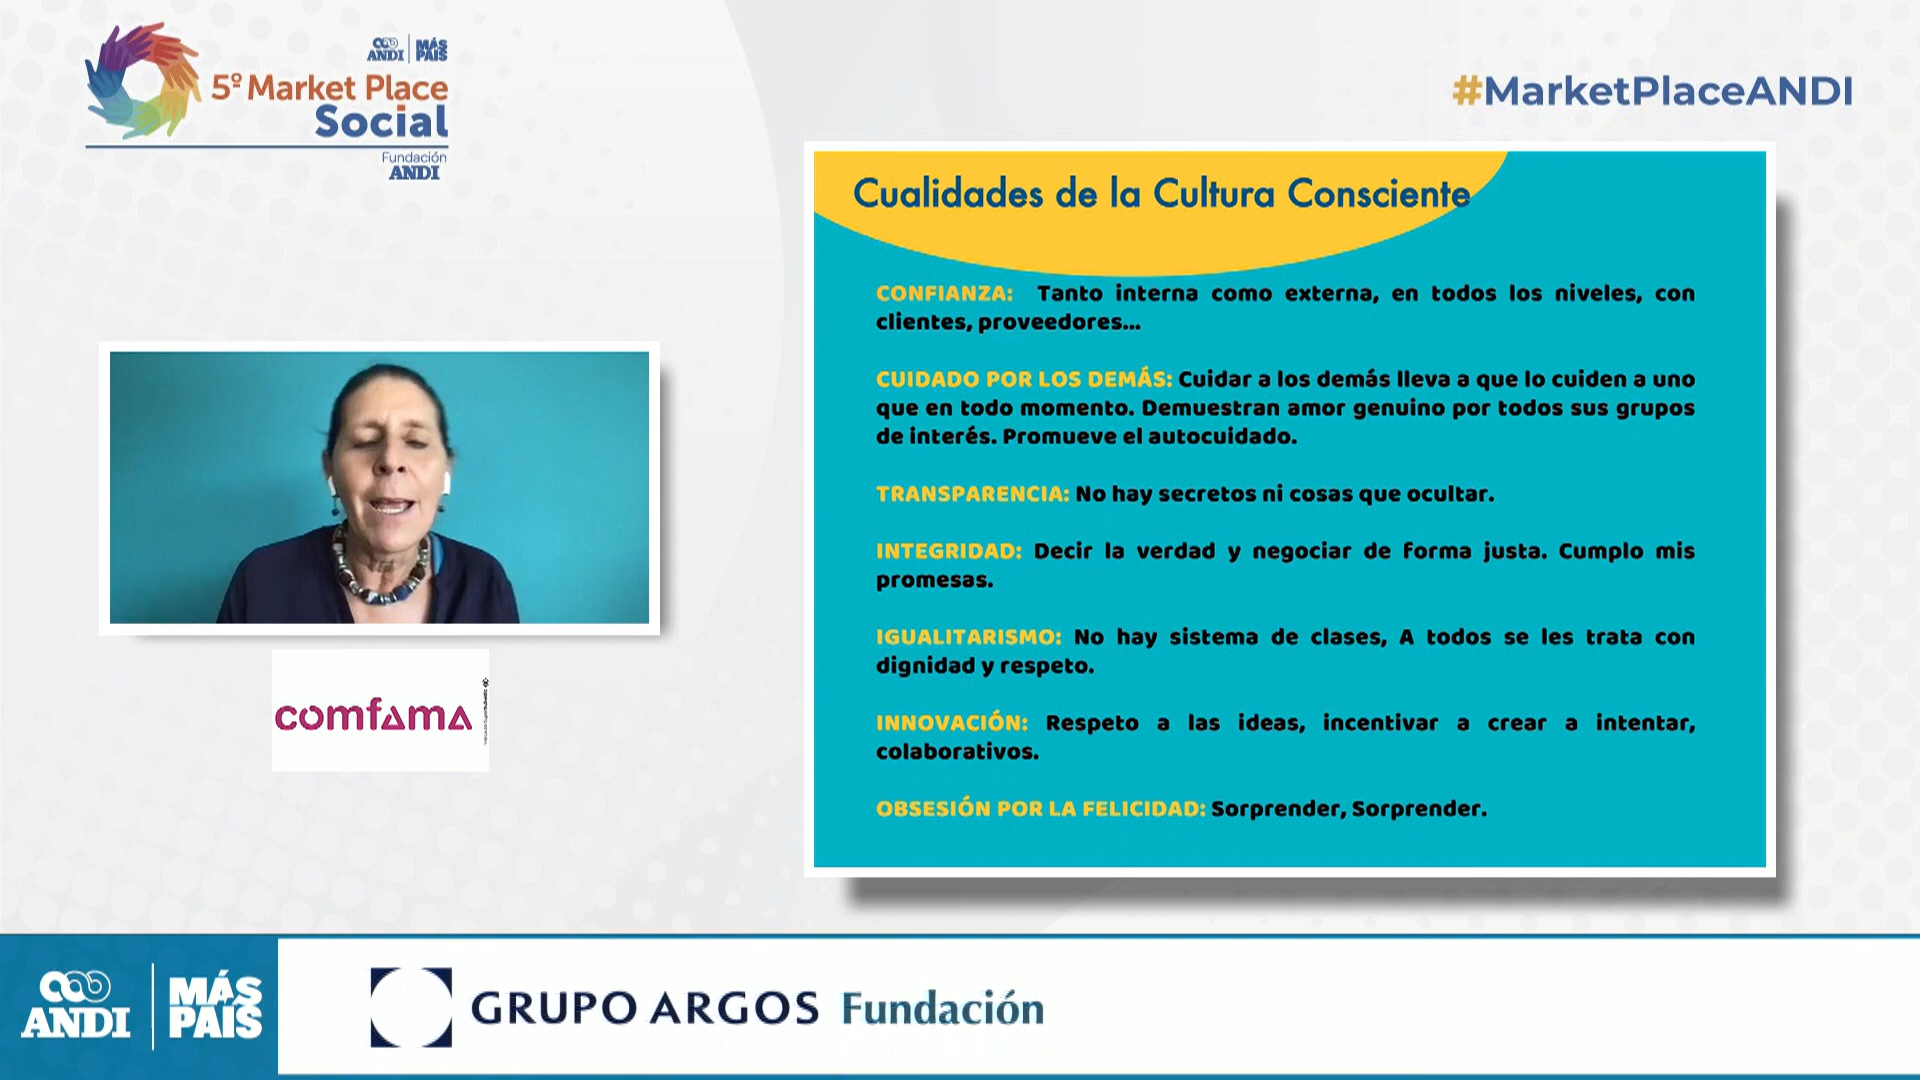 ANDI MÁS PAÍS
5º Market Place
Social
Fundación
ANDI
#MarketPlaceANDI
Cualidades de la Cultura Consciente
CONFIANZA: Tanto interna como externa, en todos los niveles, con
clientes, proveedores...
CUIDADO POR LOS DEMÁS: Cuidar a los demás lleva a que lo cuiden a uno
que en todo momento. Demuestran amor genuino por todos sus grupos
de interés. Promueve el autocuidado.
TRANSPARENCIA: No hay secretos ni cosas que ocultar.
INTEGRIDAD: Decir la verdad y negociar de forma justa. Cumplo mis
promesas.
IGUALITARISMO: No hay sistema de clases, A todos se les trata con
dignidad y respeto.
INNOVACIÓN: Respeto a las ideas, incentivar a crear a intentar,
colaborativos.
OBSESIÓN POR LA FELICIDAD: Sorprender, Sorprender.
comfama
ANDI
MÁS
PAÍS
GRUPO ARGOS Fundación